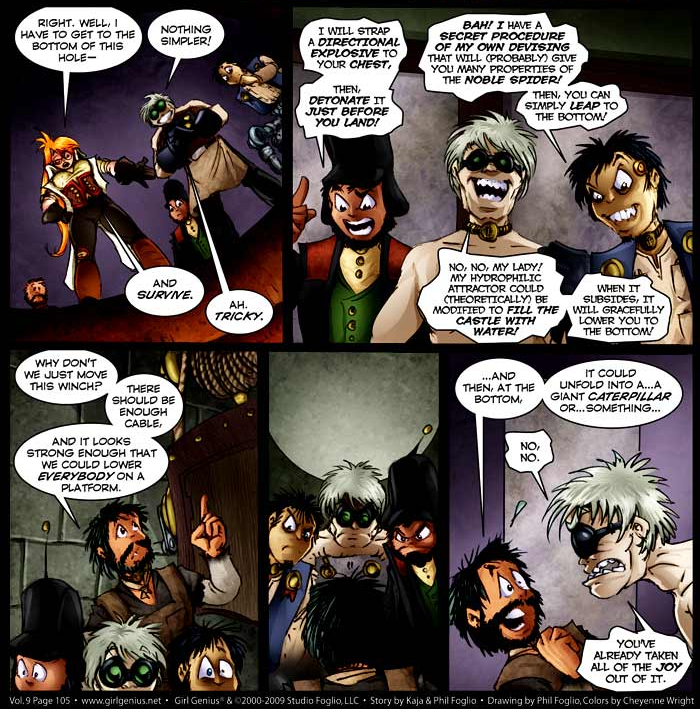 RIGHT. WELL, I
HAVE TO GET TO THE
BOTTOM OF THIS
HOLE—
NOTHING
SIMPLER!
AND
SURVIVE.
AH.
TRICKY.
I WILL STRAP
A DIRECTIONAL
EXPLOSIVE TO
YOUR CHEST,
THEN,
DETONATE IT
JUST BEFORE
YOU LAND!
BAH! I HAVE A
SECRET PROCEDURE
OF MY OWN DEVISING
THAT WILL (PROBABLY) GIVE
YOU MANY PROPERTIES OF
THE NOBLE SPIDER!
THEN, YOU CAN
SIMPLY LEAP TO
THE BOTTOM!
NO, NO, MY LADY!
MY HYDROPHILIC
ATTRACTOR COULD
(THEORETICALLY) BE
MODIFIED TO FILL THE
CASTLE WITH
WATER!
WHEN IT
SUBSIDES, IT
WILL GRACEFULLY
LOWER YOU TO
THE BOTTOM!
WHY DON'T
WE JUST MOVE
THIS WINCH?
THERE
SHOULD BE
ENOUGH
CABLE,
AND IT LOOKS
STRONG ENOUGH THAT
WE COULD LOWER
EVERYBODY ON A
PLATFORM.
...AND
THEN, AT THE
BOTTOM,
IT COULD
UNFOLD INTO A...A
GIANT CATERPILLAR
OR...SOMETHING...
NO,
NO.
YOU'VE
ALREADY TAKEN
ALL OF THE JOY
OUT OF IT.
Vol. 9 Page 105 • www.girlgenius.net • Girl Genius® & ©2000-2009 Studio Foglio, LLC • Story by Kaja & Phil Foglio • Drawing by Phil Foglio, Colors by Cheyenne Wright